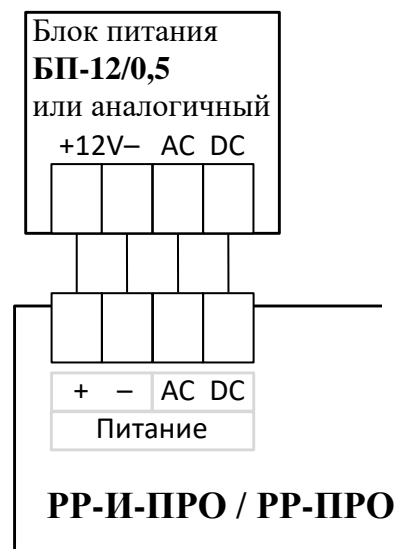 Блок питания
БП-12/0,5
или аналогичный
+12V– AC DC
+ – AC DC
Питание
РР-И-ПРО / РР-ПРО